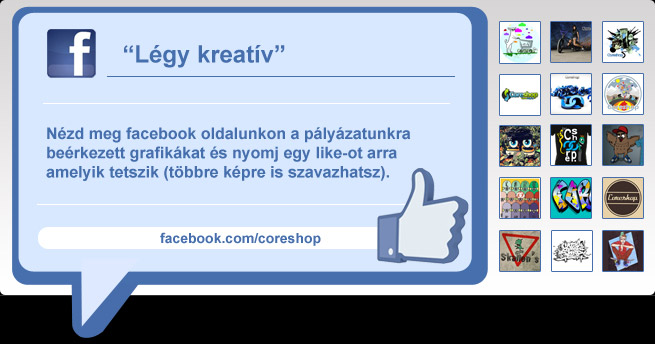 f
“Légy kreatív”
Nézd meg facebook oldalunkon a pályázatunkra
beérkezett grafikákat és nyomj egy like-ot arra
amelyik tetszik (többre képre is szavazhatsz).
facebook.com/coreshop